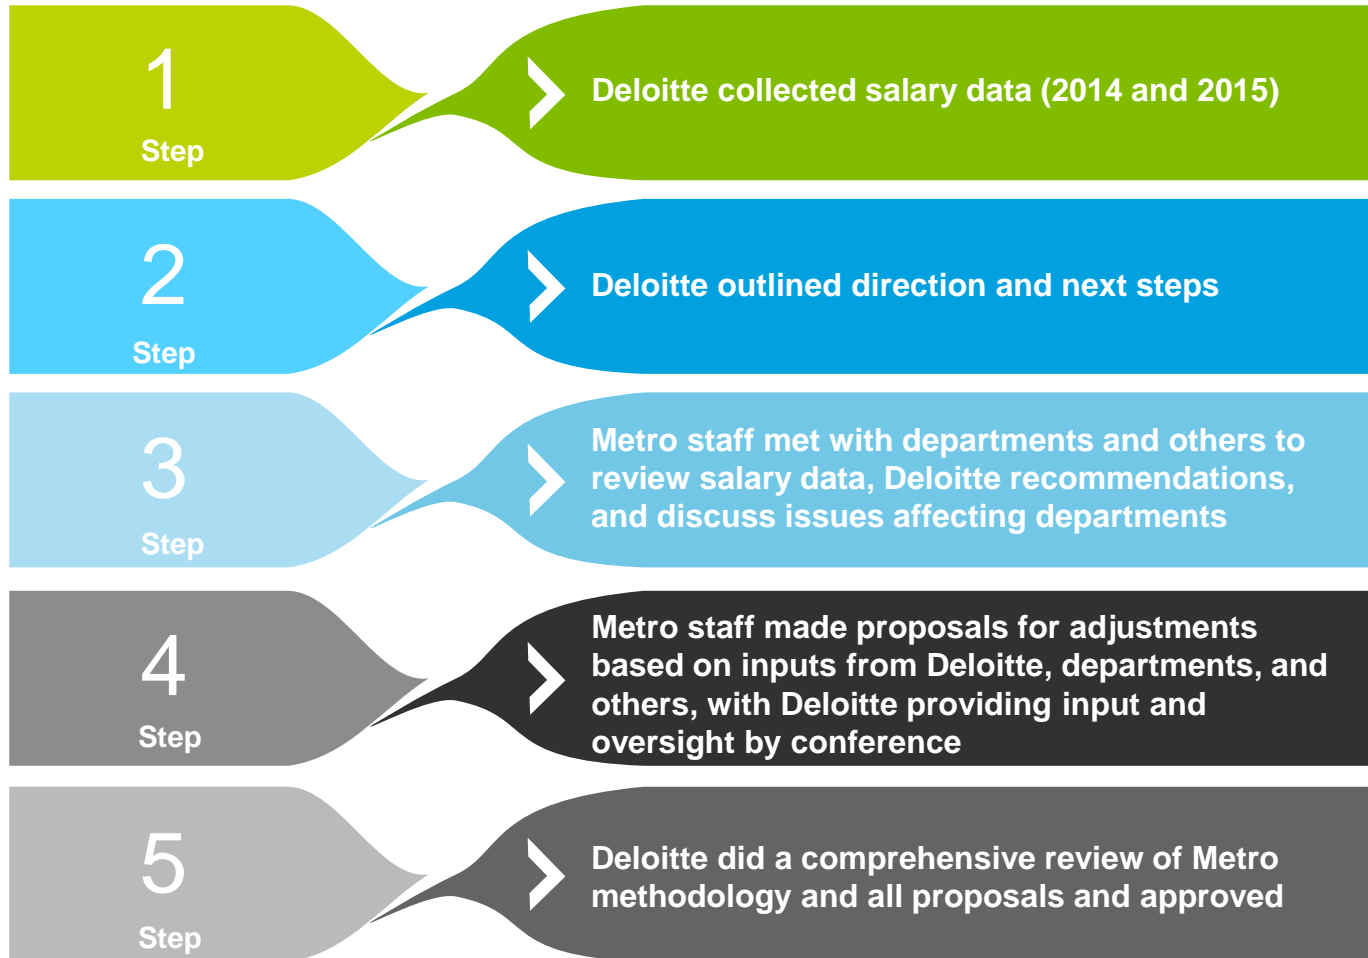 1
Step
Deloitte collected salary data (2014 and 2015)
2
Step
Deloitte outlined direction and next steps
3
Step
Metro staff met with departments and others to
review salary data, Deloitte recommendations,
and discuss issues affecting departments
4
Step
Metro staff made proposals for adjustments
based on inputs from Deloitte, departments, and
others, with Deloitte providing input and
oversight by conference
5
Step
Deloitte did a comprehensive review of Metro
methodology and all proposals and approved